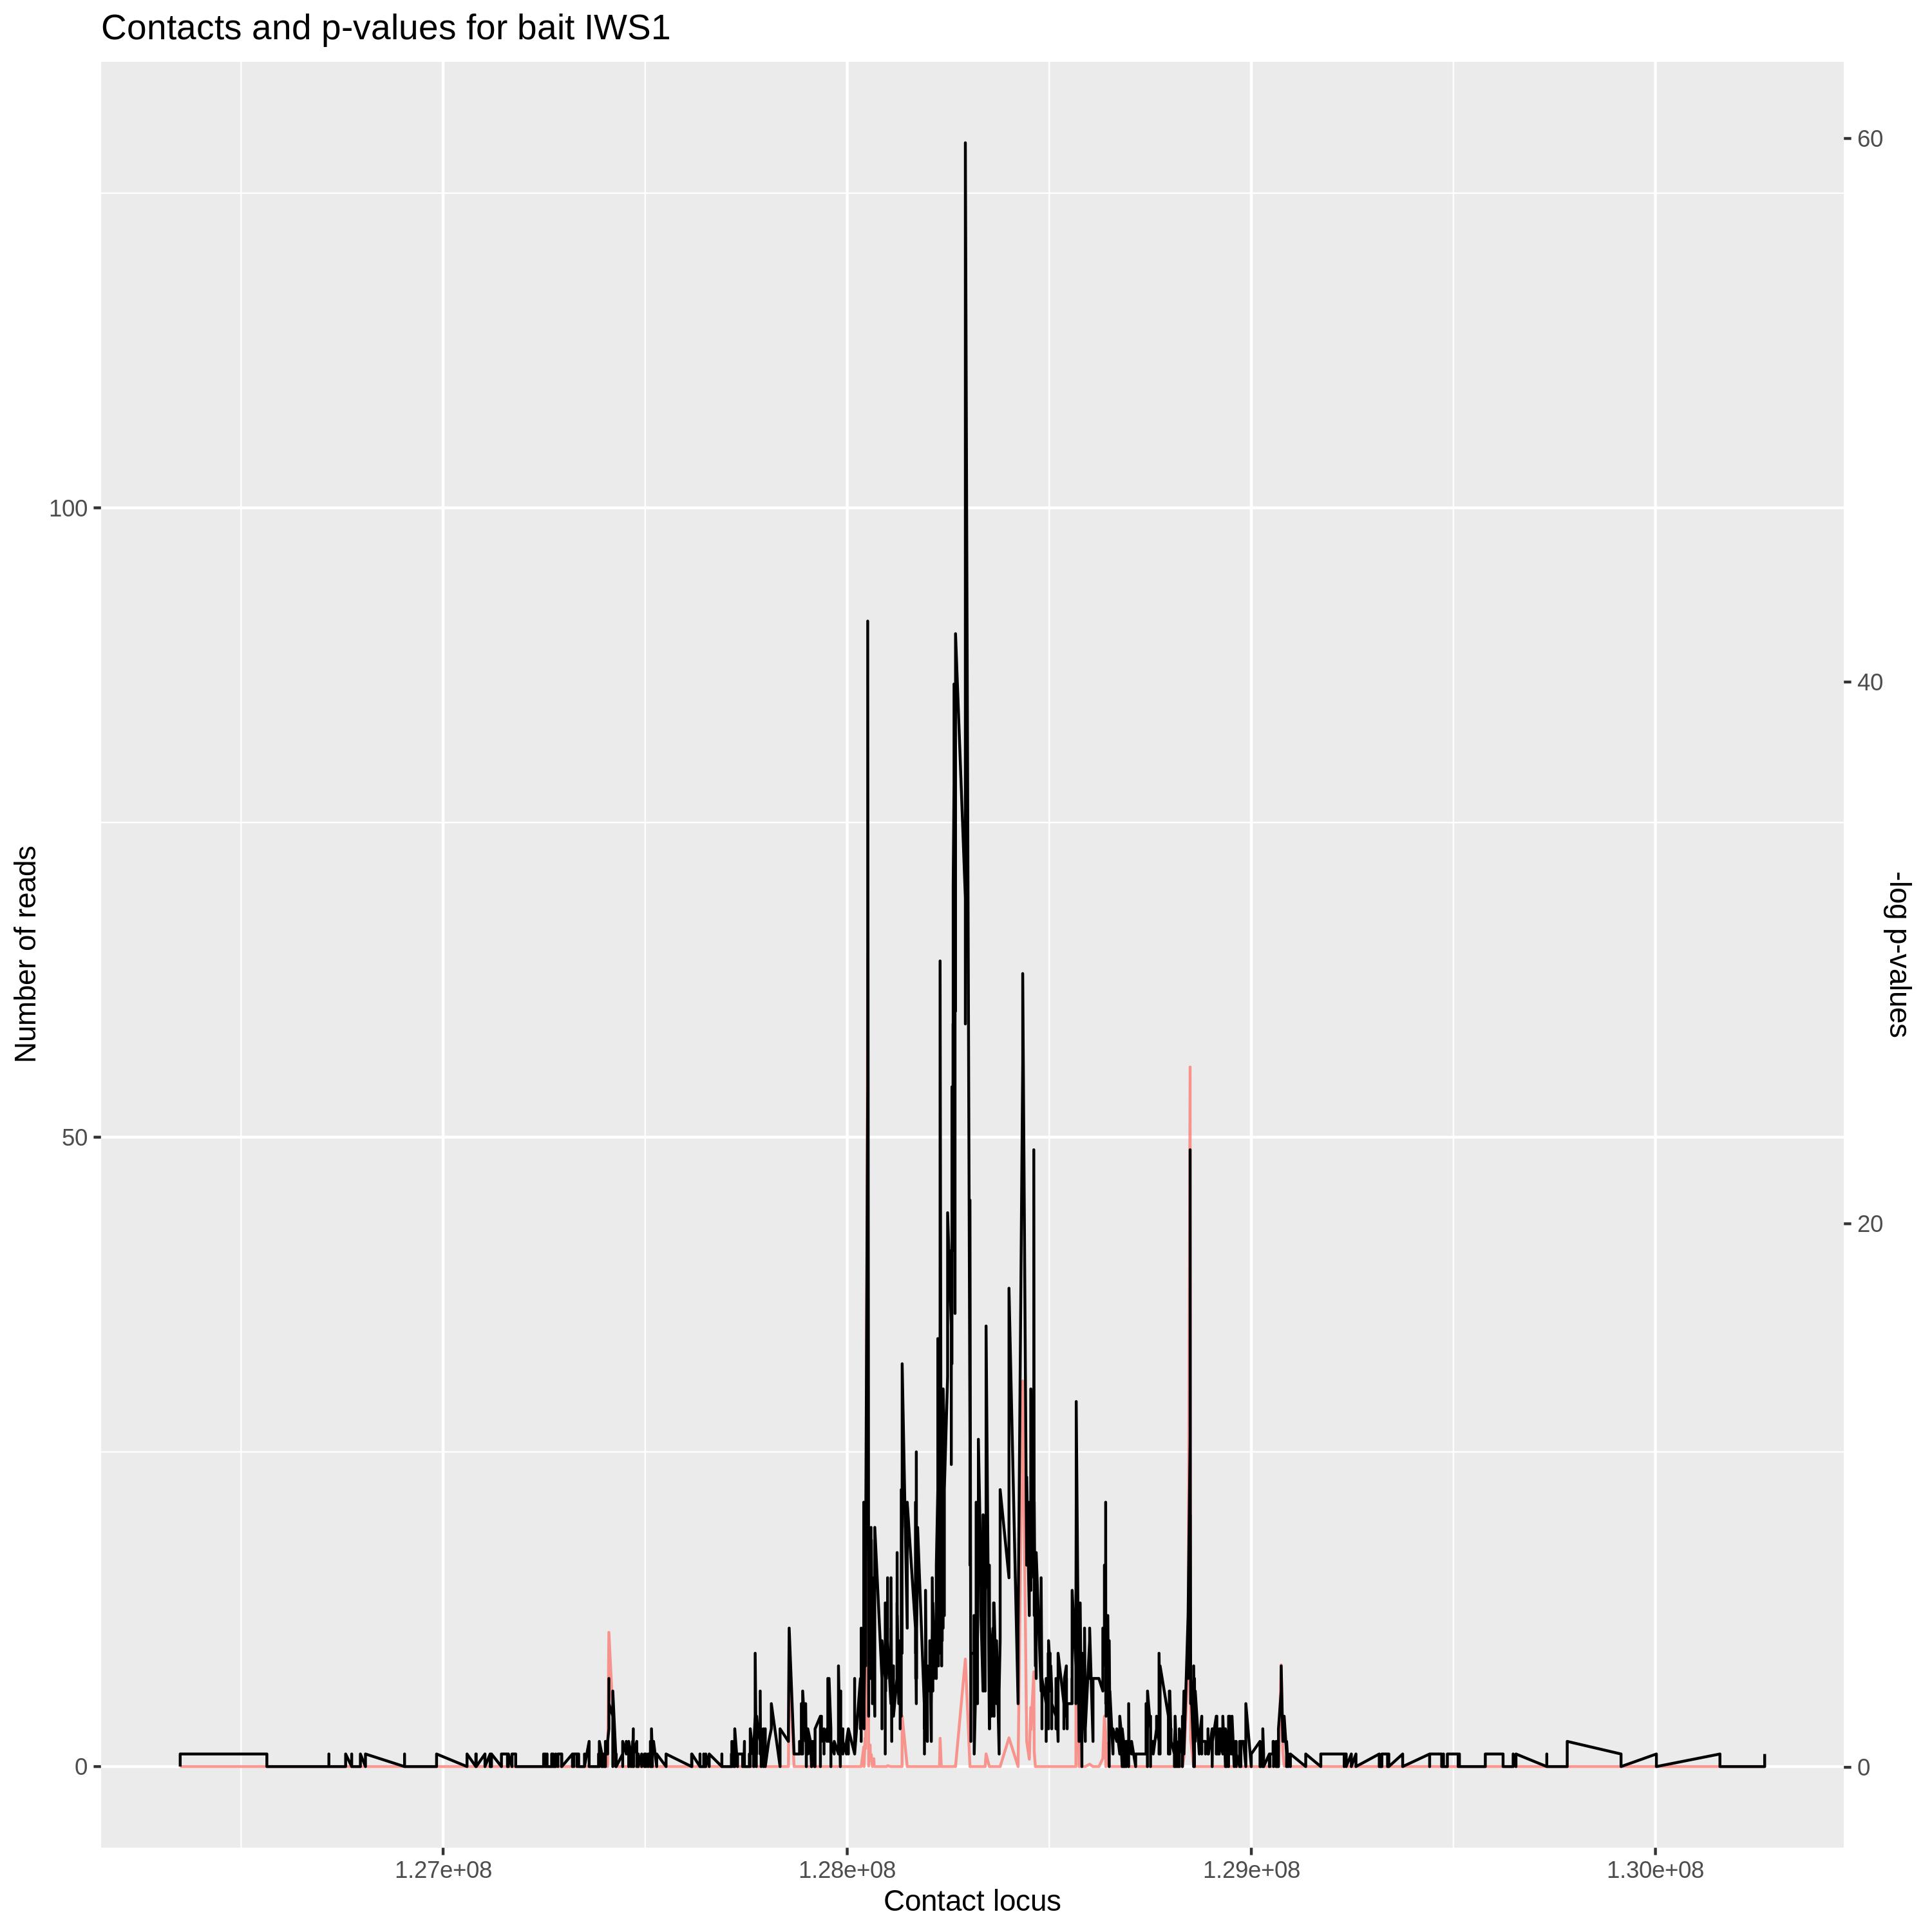 Contacts and p-values for bait IWS1
60
100
40
Number of reads
-log p-values
50
20
0
0
1.27e+08
1.28e+08
1.29e+08
1.30e+08
Contact locus